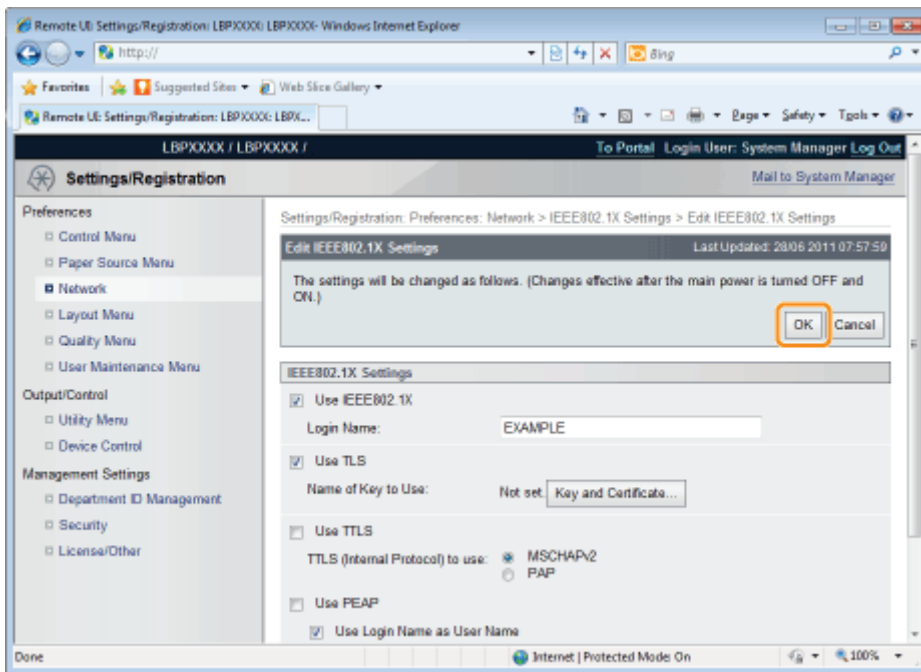 Remote UI: Settings/Registration: LBPXXXX: LBPXXXX- Windows Internet Explorer
http://
Bing
Favorites Suggested Sites Web Slice Gallery
Remote UI: Settings/Registration: LBPXXXX: LBPX...
Page Safety Tools
LBPXXXX / LBPXXXX /
To Portal Login User: System Manager Log Out
Settings/Registration
Mail to System Manager
Preferences
Control Menu
Paper Source Menu
Network
Layout Menu
Quality Menu
User Maintenance Menu
Output/Control
Utility Menu
Device Control
Management Settings
Department ID Management
Security
License/Other
Settings/Registration: Preferences: Network > IEEE802.1X Settings > Edit IEEE802.1X Settings
Edit IEEE802.1X Settings
Last Updated: 28/06 2011 07:57:59
The settings will be changed as follows. (Changes effective after the main power is turned OFF and
ON.)
OK Cancel
IEEE802.1X Settings
Use IEEE802.1X
Login Name: EXAMPLE
Use TLS
Name of Key to Use: Not set. Key and Certificate...
Use TTLS
TTLS (Internal Protocol) to use: MSCHAPv2
PAP
Use PEAP
Use Login Name as User Name
Done
Internet | Protected Mode: On
100%